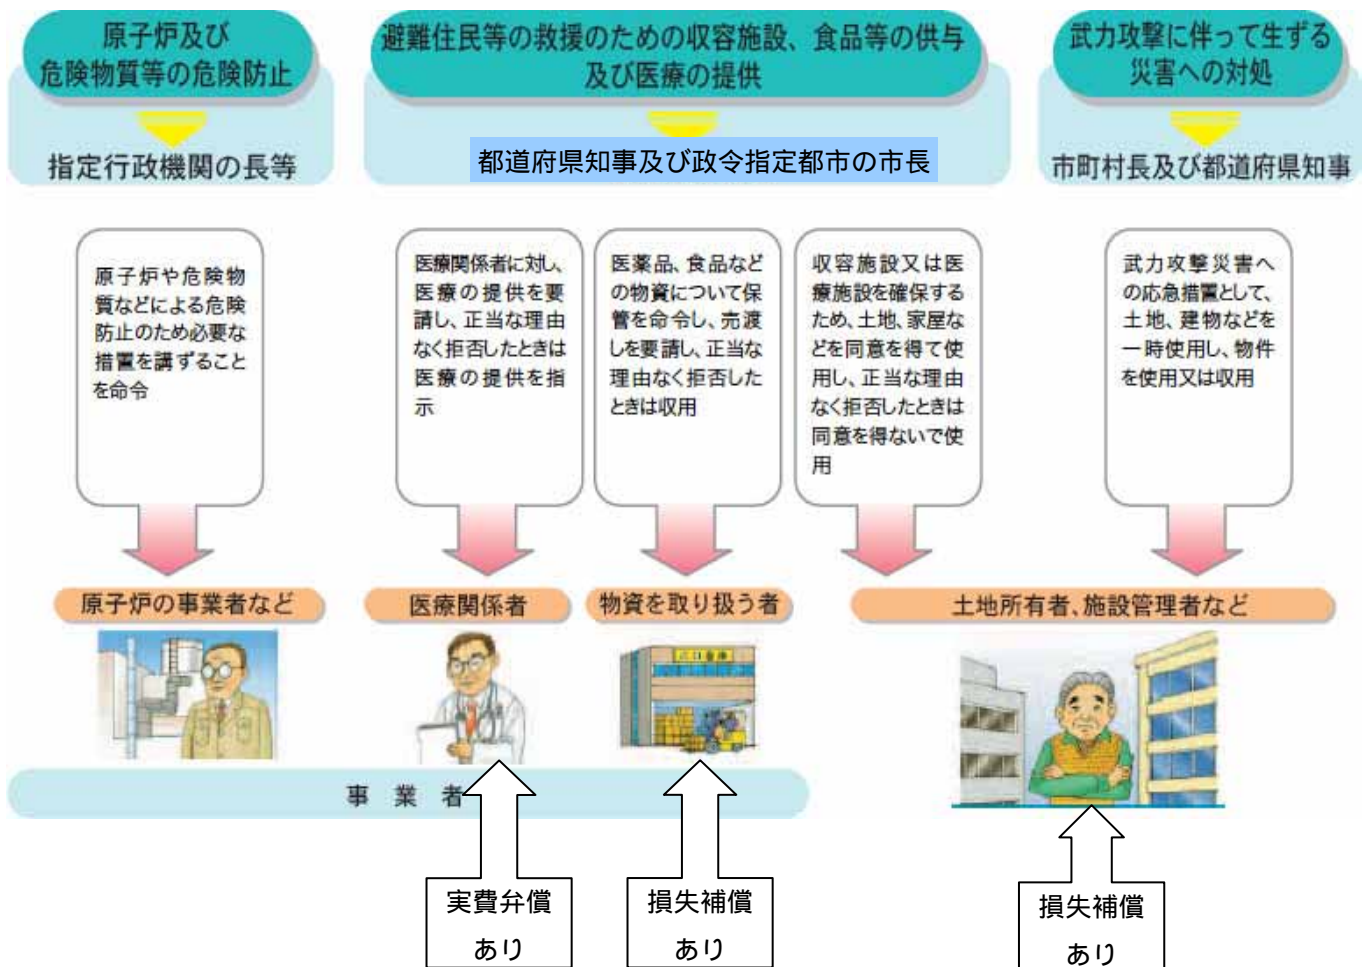 原子炉及び
危険物質等の危険防止
指定行政機関の長等
避難住民等の救援のための収容施設、食品等の供与
及び医療の提供
都道府県知事及び政令指定都市の市長
武力攻撃に伴って生ずる
災害への対処
市町村長及び都道府県知事
原子炉や危険物
質などによる危険
防止のため必要な
措置を講ずること
を命令
医療関係者に対し、
医療の提供を要
請し、正当な理由
なく拒否したときは
医療の提供を指
示
医薬品、食品など
の物資について保
管を命令し、売渡
しを要請し、正当な
理由なく拒否した
ときは収用
収容施設又は医
療施設を確保する
ため、土地、家屋な
どを同意を得て使
用し、正当な理由
なく拒否したときは
同意を得ないで使
用
武力攻撃災害へ
の応急措置として、
土地、建物などを
一時使用し、物件
を使用又は収用
原子炉の事業者など
医療関係者
物資を取り扱う者
土地所有者、施設管理者など
事業者
実費弁償
あり
損失補償
あり
損失補償
あり